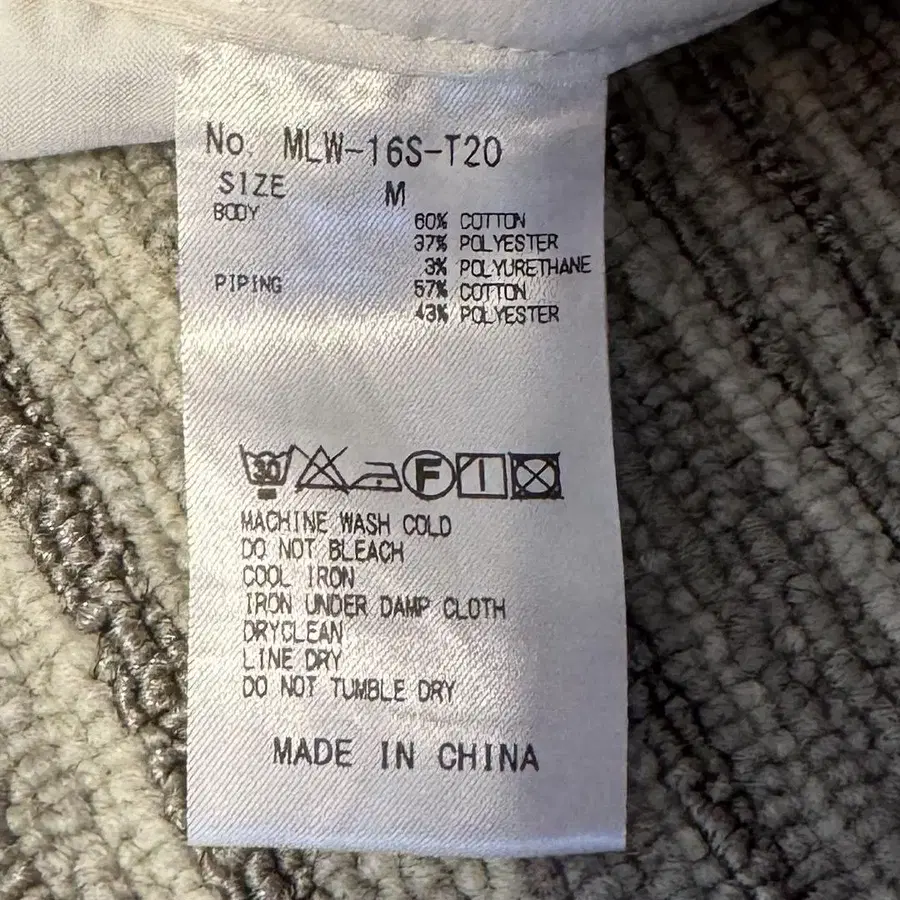 No. MLW-16S-T20
SIZE M
BODY 60% COTTON
37% POLYESTER
3% POLYURETHANE
PIPING 57% COTTON
43% POLYESTER
30 F
MACHINE WASH COLD
DO NOT BLEACH
COOL IRON
IRON UNDER DAMP CLOTH
DRYCLEAN
LINE DRY
DO NOT TUMBLE DRY
MADE IN CHINA